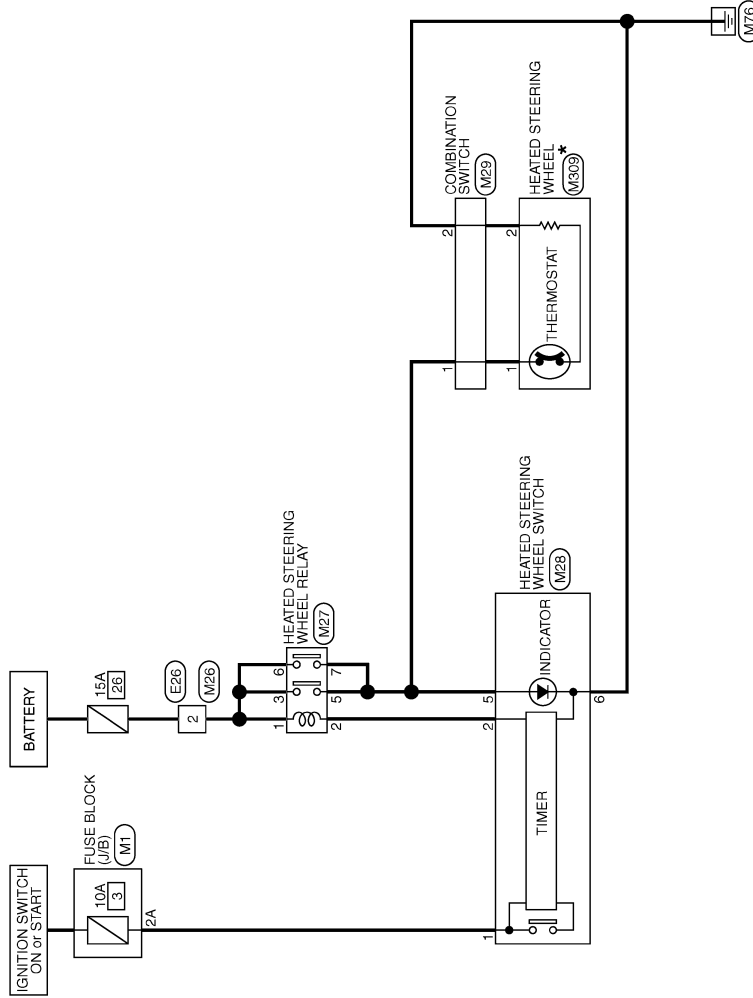 IGNITION SWITCH
ON or START
BATTERY
FUSE BLOCK
(J/B)
M1
10A
3
2A
15A
26
2
E26
M26
HEATED STEERING
WHEEL RELAY
M27
1
3
6
2
5
7
HEATED STEERING
WHEEL SWITCH
M28
1
2
5
TIMER
INDICATOR
6
COMBINATION
SWITCH
M29
1
2
HEATED STEERING
WHEEL *
M309
1
2
THERMOSTAT
M76